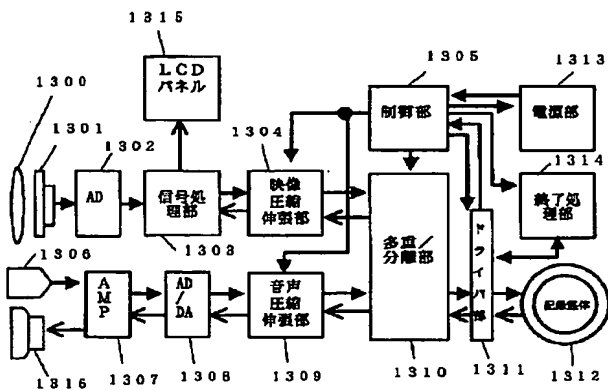 1315
1300
1301
LCD
パネル
1305
1313
制御部
電源部
1302
1304
1314
AD
信号処
理部
映像
圧縮
伸張部
終了処
理部
1303
多重/
分離部
ドライバ部
1306
AMP
AD
/
DA
音声
圧縮
伸張部
記録媒体
1316
1307
1308
1309
1310
1311
1312